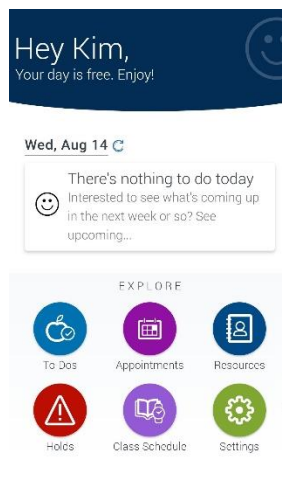 Hey Kim,
Your day is free. Enjoy!
Wed, Aug 14
There's nothing to do today
Interested to see what's coming up
in the next week or so? See
upcoming...
EXPLORE
To Dos
Appointments
Resources
Holds
Class Schedule
Settings